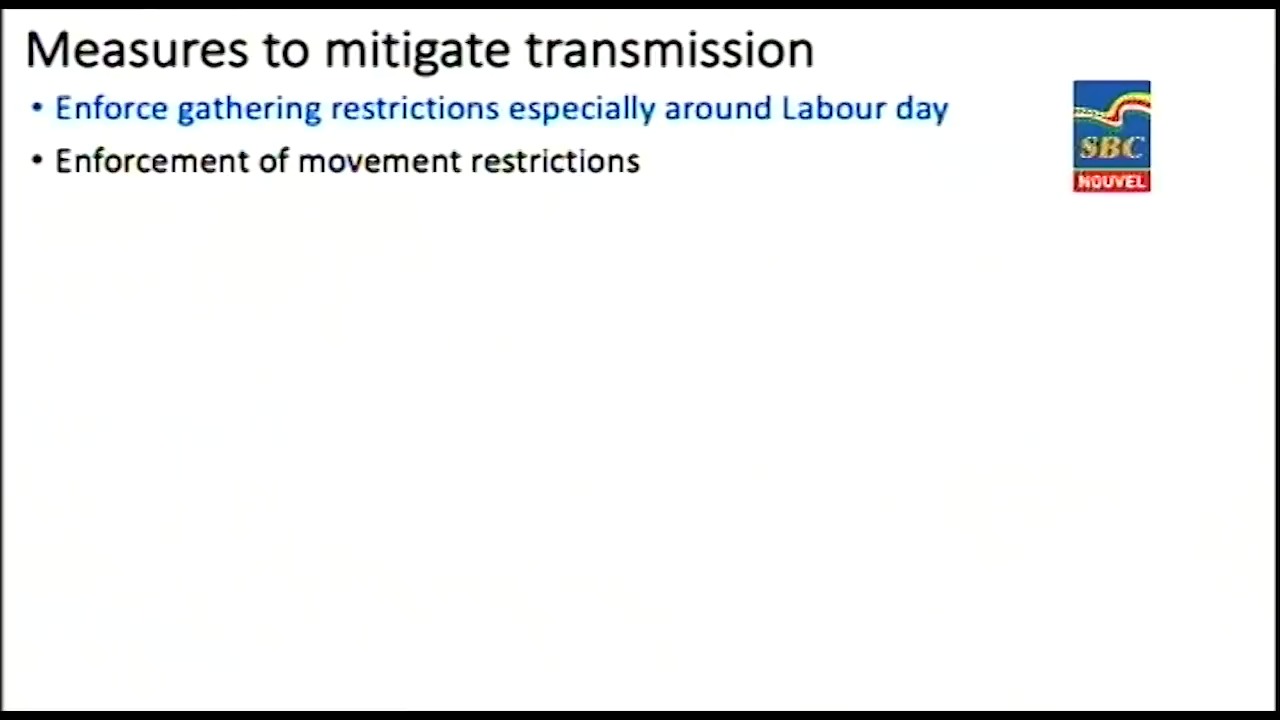 Measures to mitigate transmission
• Enforce gathering restrictions especially around Labour day
• Enforcement of movement restrictions
SBC
NOUVEL